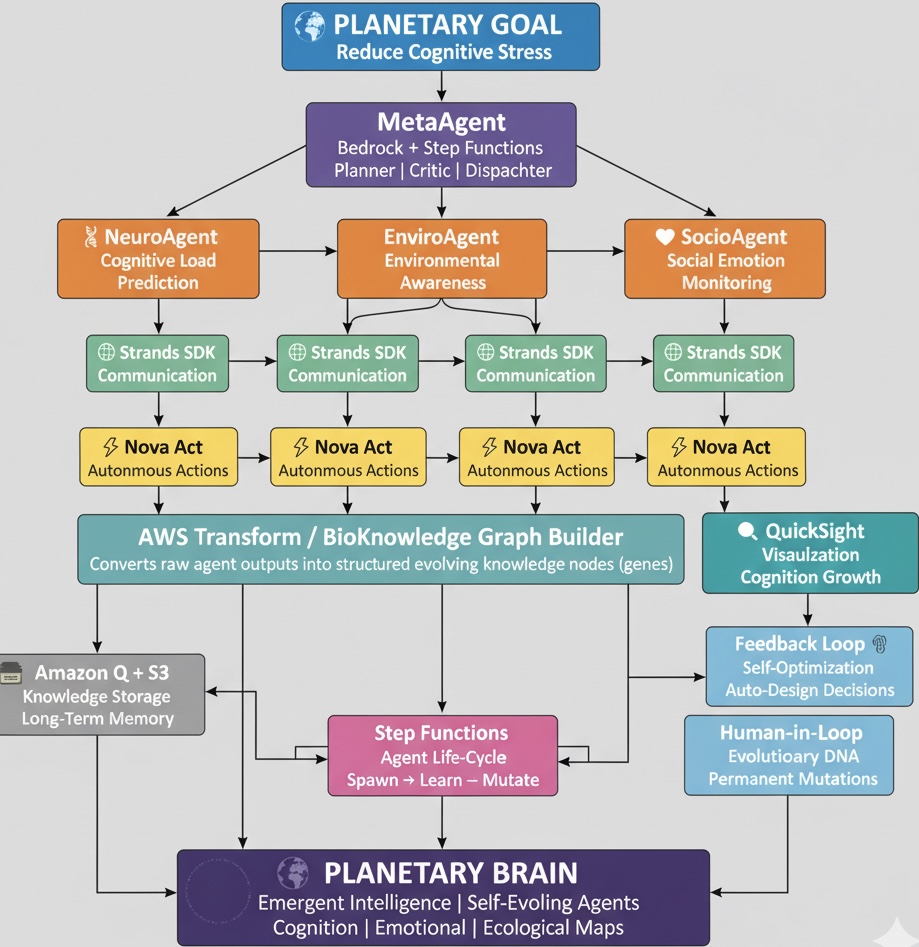 PLANETARY GOAL
Reduce Cognitive Stress
MetaAgent
Bedrock + Step Functions
Planner | Critic | Dispachter
NeuroAgent
Cognitive Load
Prediction
EnviroAgent
Environmental
Awareness
SocioAgent
Social Emotion
Monitoring
Strands SDK
Communication
Strands SDK
Communication
Strands SDK
Communication
Strands SDK
Communication
Nova Act
Autonmous Actions
Nova Act
Autonmous Actions
Nova Act
Autonmous Actions
Nova Act
Autonmous Actions
AWS Transform / BioKnowledge Graph Builder
Converts raw agent outputs into structured evolving knowledge nodes (genes)
QuickSight
Visaulzation
Cognition Growth
Amazon Q + S3
Knowledge Storage
Long-Term Memory
Feedback Loop
Self-Optimization
Auto-Design Decisions
Step Functions
Agent Life-Cycle
Spawn → Learn – Mutate
Human-in-Loop
Evolutioary DNA
Permanent Mutations
PLANETARY BRAIN
Emergent Intelligence | Self-Evoling Agents
Cognition | Emotional | Ecological Maps